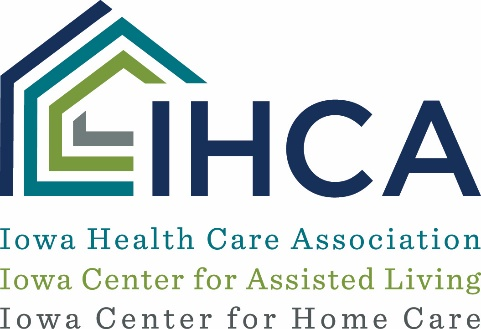 IHCA
Iowa Health Care Association
Iowa Center for Assisted Living
Iowa Center for Home Care